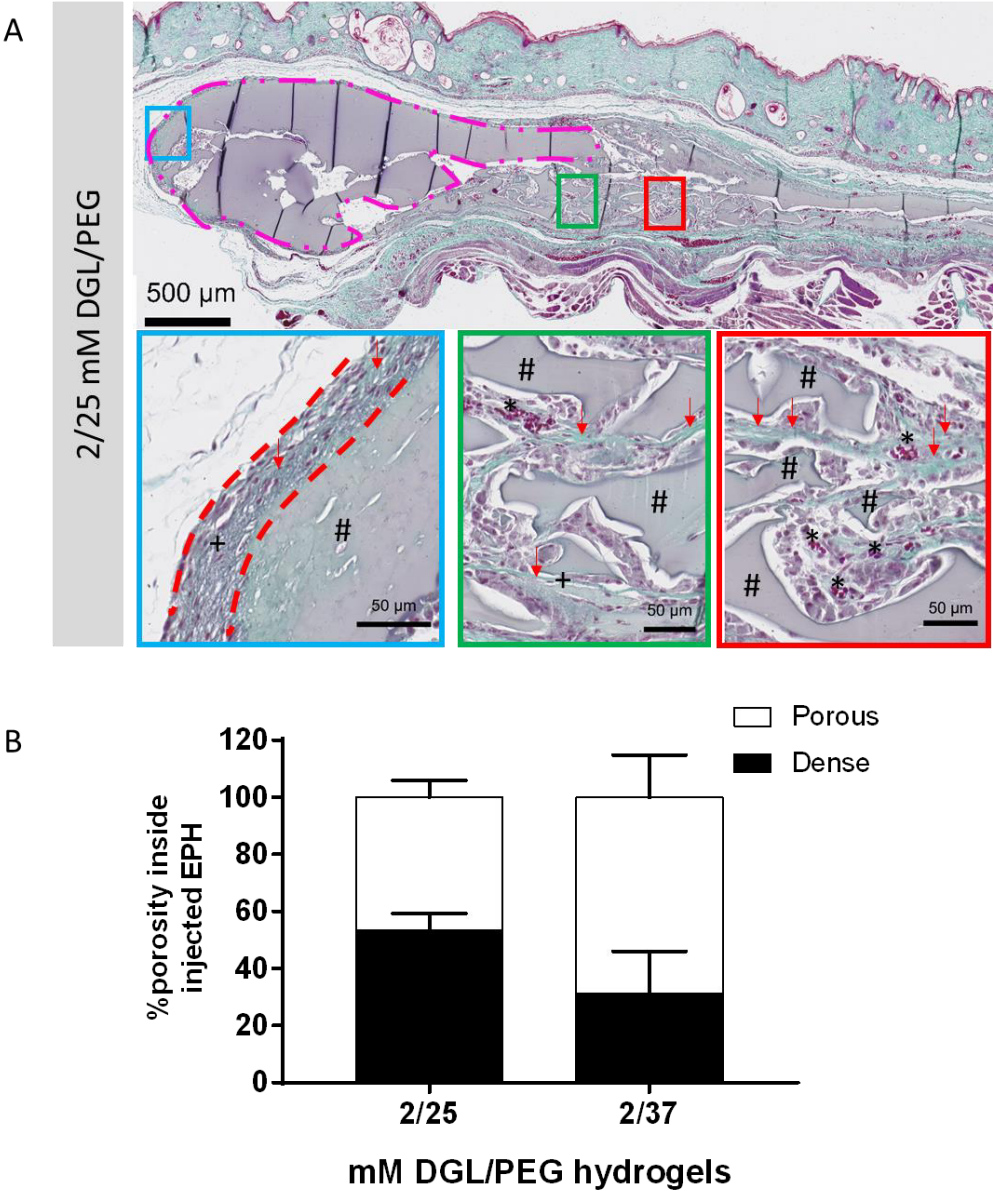 A
2/25 mM DGL/PEG
500 µm
#
+
50 µm
#
*
#
+
50 µm
#
*
#
#
*
*
#
*
50 µm
B
Porous
Dense
%porosity inside
injected EPH
120
100
80
60
40
20
0
2/25
2/37
mM DGL/PEG hydrogels